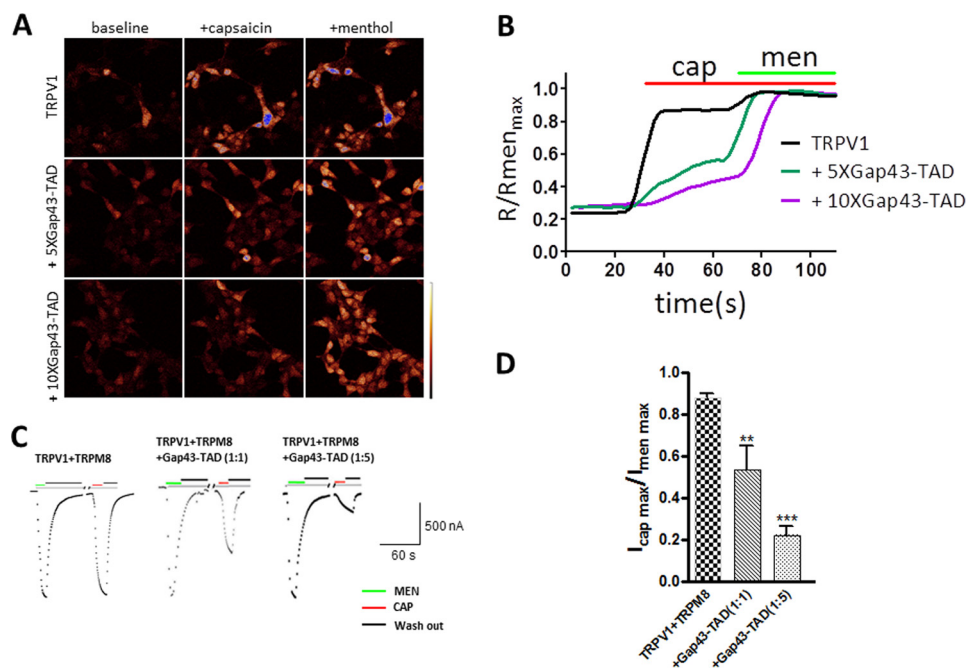 A
baseline
+capsaicin
+menthol
TRPV1
+ 5XGap43-TAD
+ 10XGap43-TAD
B
cap
men
R/Rmenmax
1.0
0.8
0.6
0.4
0.2
0.0
0
20
40
60
80
100
time(s)
TRPV1
+ 5XGap43-TAD
+ 10XGap43-TAD
C
TRPV1+TRPM8
TRPV1+TRPM8
+Gap43-TAD (1:1)
TRPV1+TRPM8
+Gap43-TAD (1:5)
500 nA
60 s
MEN
CAP
Wash out
D
Icap max/Imen max
1.0
0.8
0.6
0.4
0.2
0.0
**
***
TRPV1+TRPM8
+Gap43-TAD(1:1)
+Gap43-TAD(1:5)